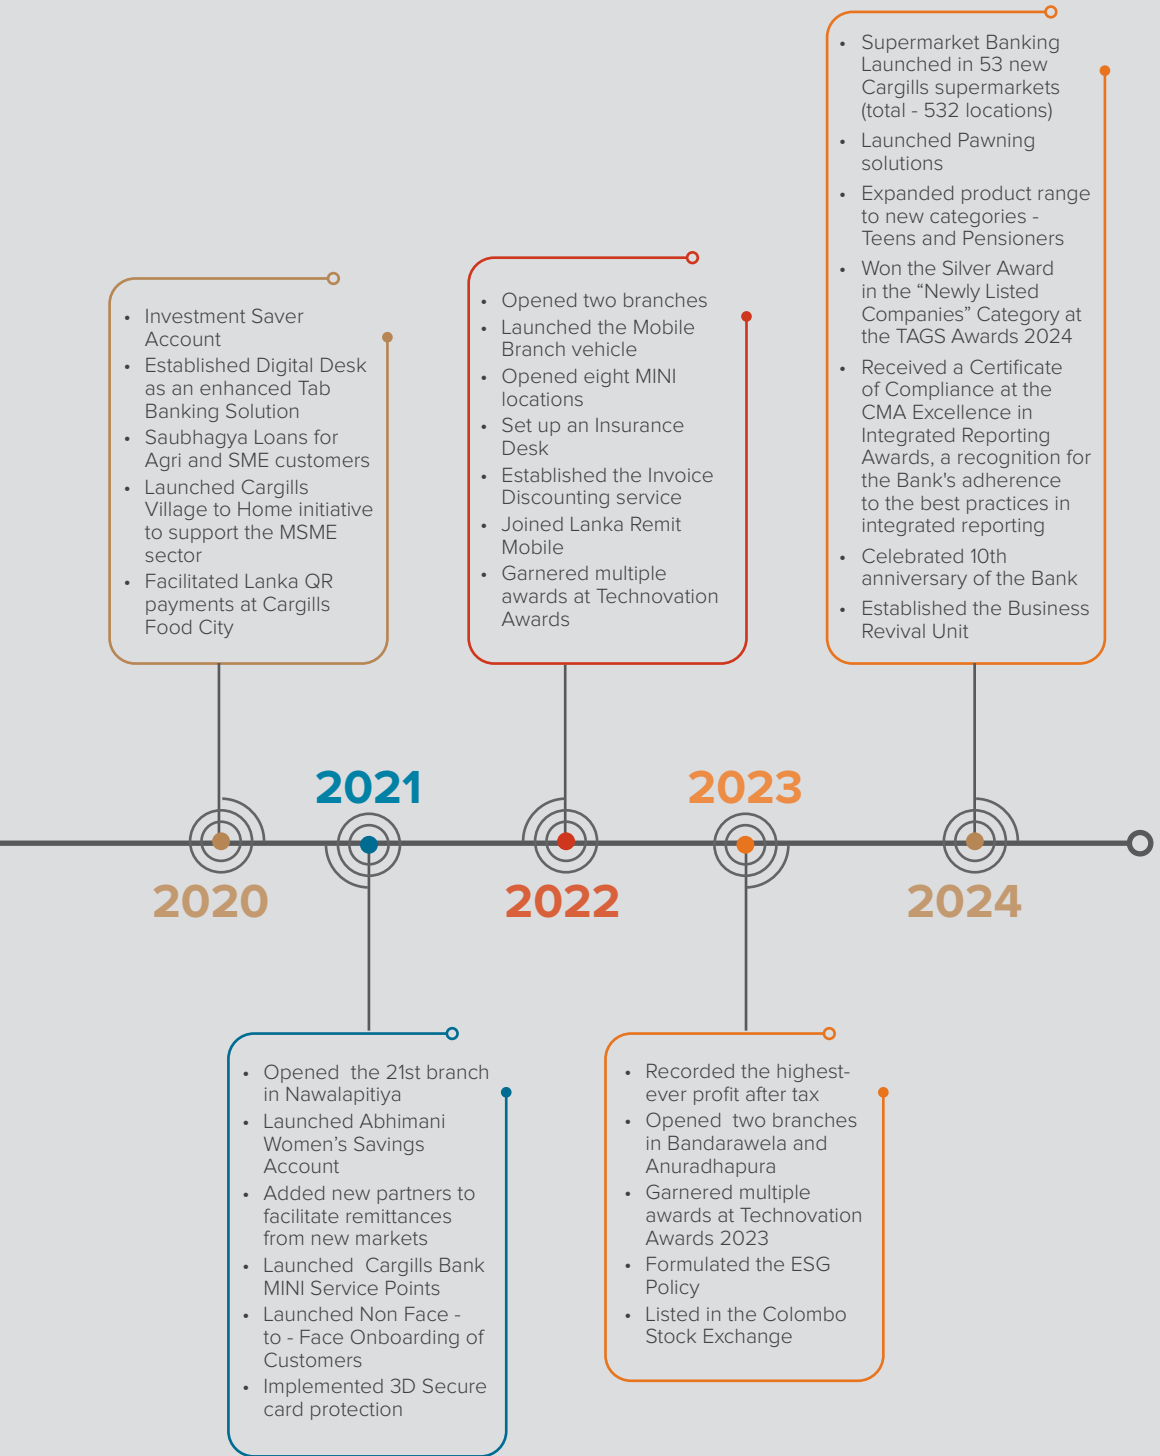 • Investment Saver
Account
• Established Digital Desk
as an enhanced Tab
Banking Solution
• Saubhagya Loans for
Agri and SME customers
• Launched Cargills
Village to Home initiative
to support the MSME
sector
• Facilitated Lanka QR
payments at Cargills
Food City
2020
2021
• Opened  the 21st branch
in Nawalapitiya
• Launched Abhimani
Women’s Savings
Account
• Added new partners to
facilitate remittances
from new markets
• Launched  Cargills Bank
MINI Service Points
• Launched Non Face -
to - Face Onboarding of
Customers
• Implemented 3D Secure
card protection
• Opened two branches
• Launched the Mobile
Branch vehicle
• Opened eight MINI
locations
• Set up an Insurance
Desk
• Established the Invoice
Discounting service
• Joined Lanka Remit
Mobile
• Garnered multiple
awards at Technovation
Awards
2022
2023
• Recorded the highest-
ever profit after tax
• Opened  two branches
in Bandarawela and
Anuradhapura
• Garnered multiple
awards at Technovation
Awards 2023
• Formulated the ESG
Policy
• Listed in the Colombo
Stock Exchange
• Supermarket Banking
Launched in 53 new
Cargills supermarkets
(total - 532 locations)
• Launched Pawning
solutions
• Expanded product range
to new categories -
Teens and Pensioners
• Won the Silver Award
in the “Newly Listed
Companies” Category at
the TAGS Awards 2024
• Received a Certificate
of Compliance at the
CMA Excellence in
Integrated Reporting
Awards, a recognition for
the Bank's adherence
to the best practices in
integrated reporting
• Celebrated 10th
anniversary of the Bank
• Established the Business
Revival Unit
2024